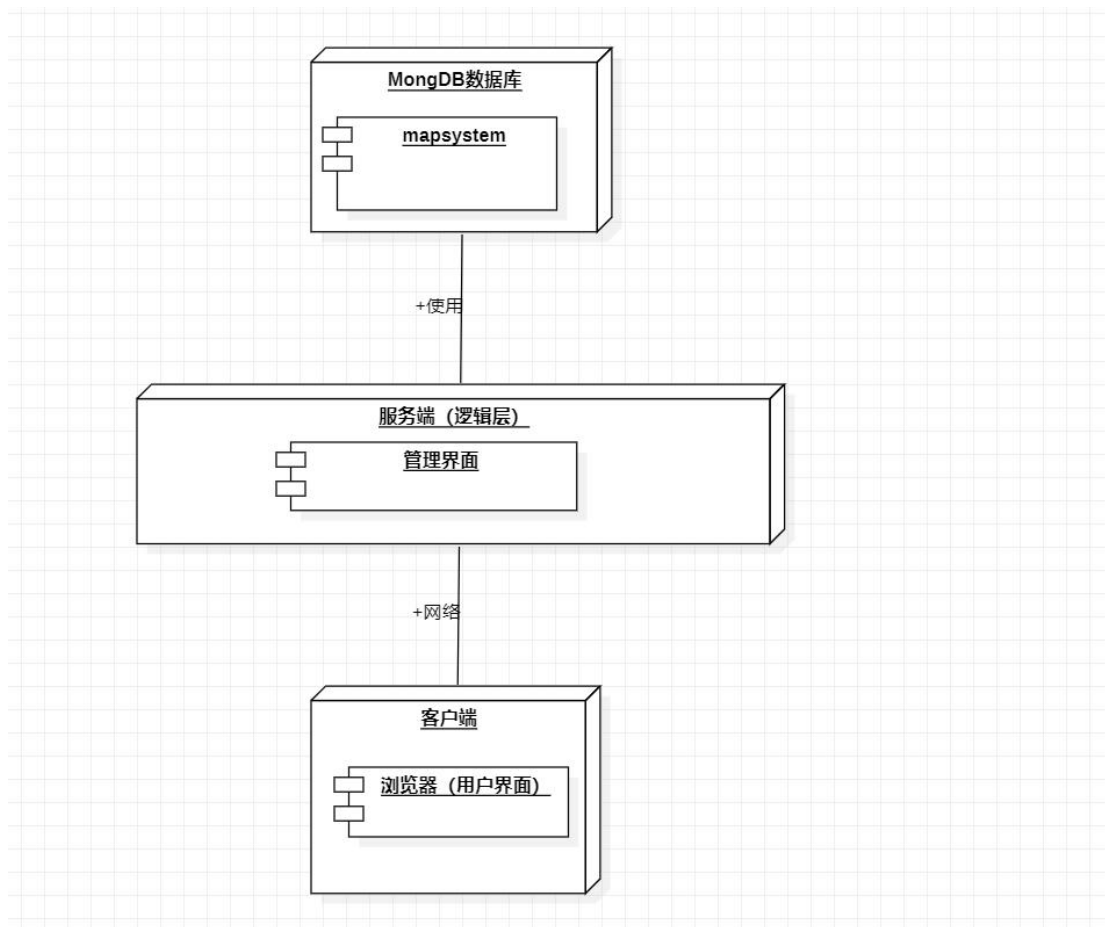 MongDB数据库
mapsystem
+使用
服务端（逻辑层）
管理界面
+网络
客户端
浏览器（用户界面）